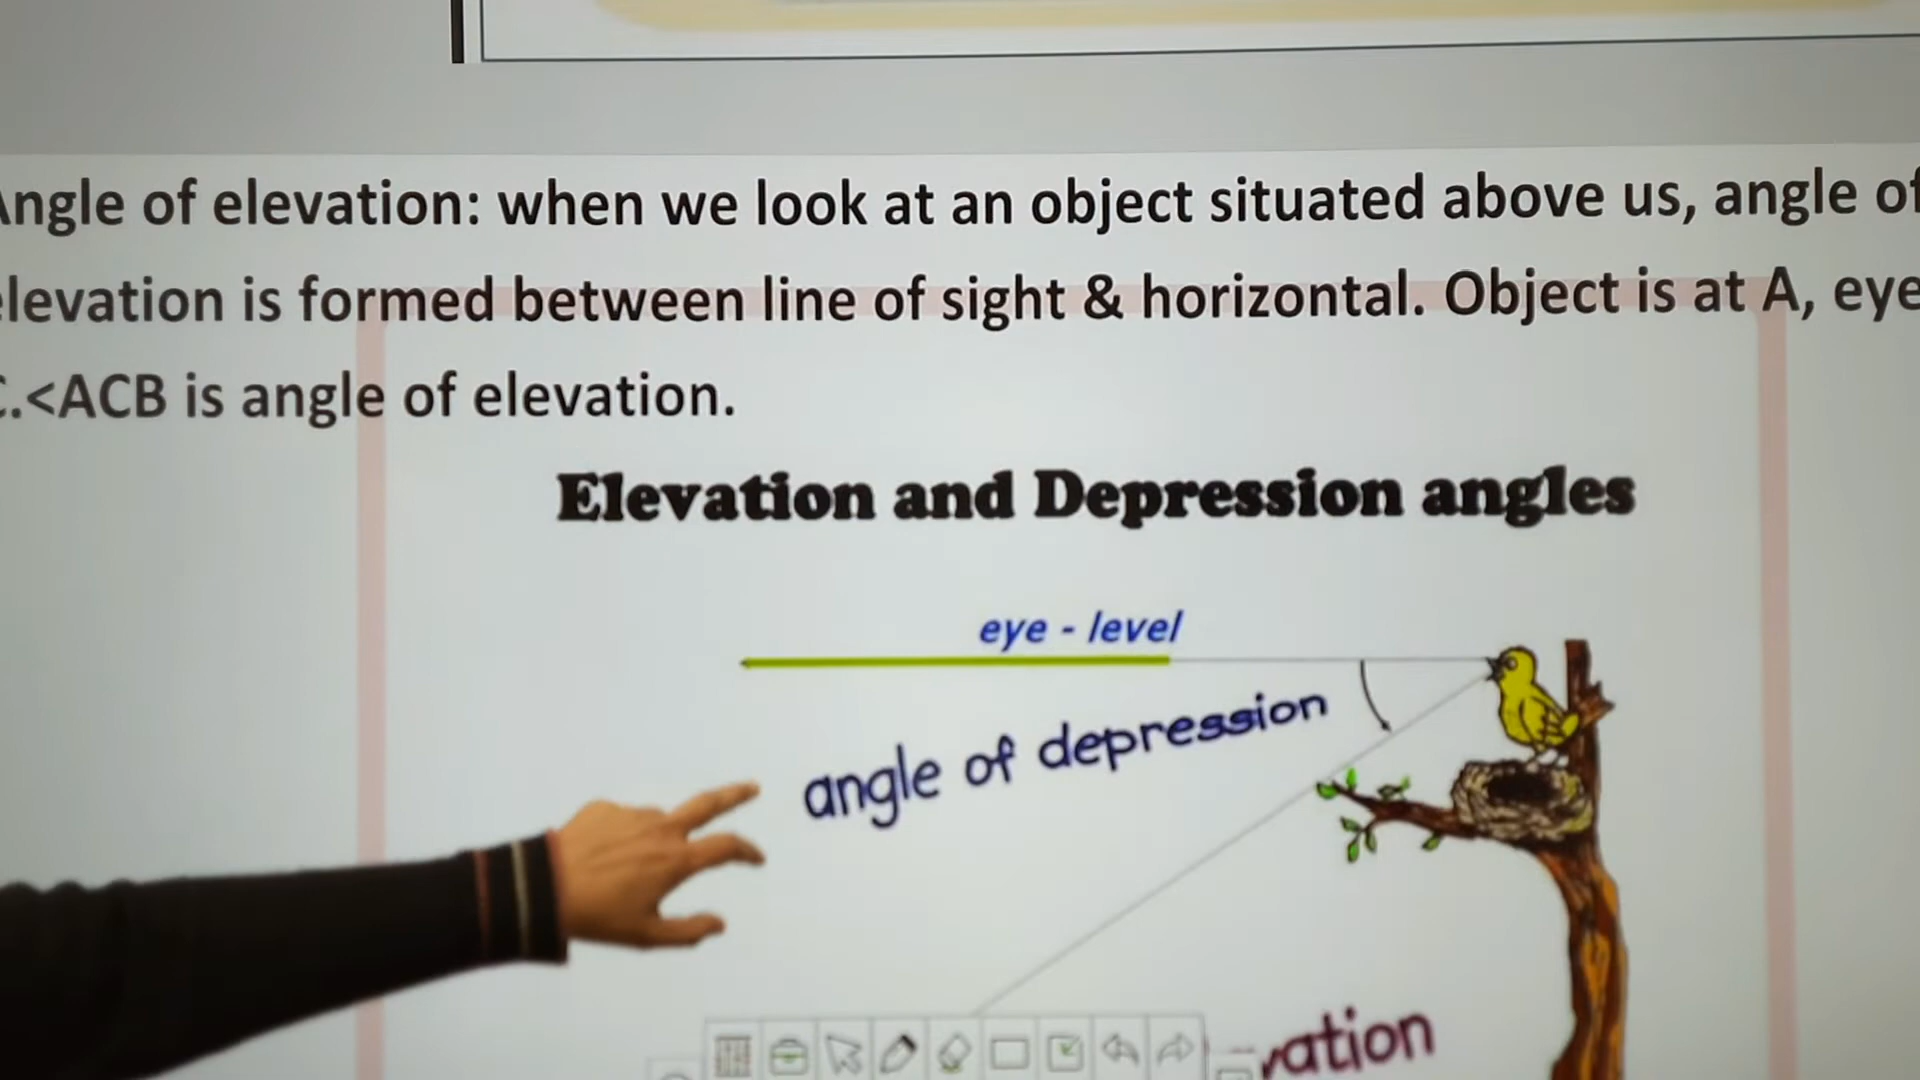 Angle of elevation: when we look at an object situated above us, angle of
elevation is formed between line of sight & horizontal. Object is at A, eye
C.<ACB is angle of elevation.
Elevation and Depression angles
eye - level
angle of depression
vation